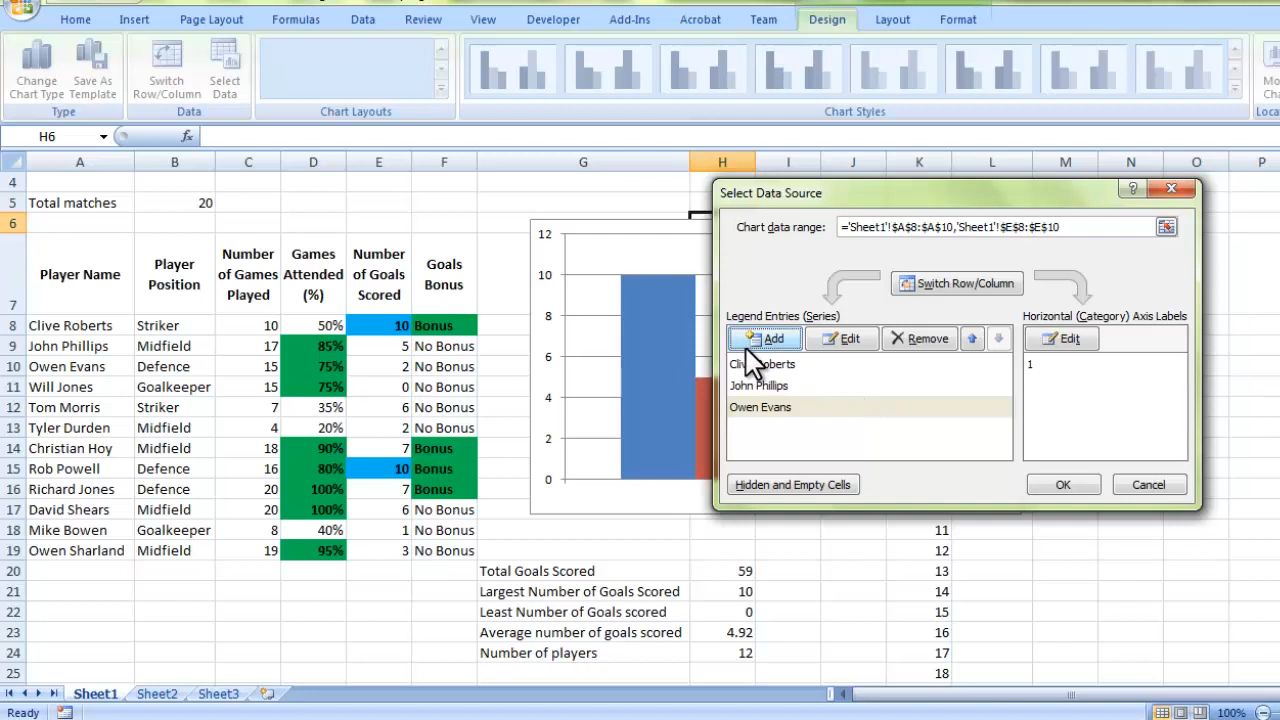 Home Insert Page Layout Formulas Data Review View Developer Add-Ins Acrobat Team Design Layout Format
Change Chart Type
Save As Template
Switch Row/Column
Select Data
Type Data Chart Layouts Chart Styles
H6 fx
A B C D E F G H I J K L M N O P
4
5 Total matches 20
6
7 Player Name Player Position Number of Games Played Games Attended (%) Number of Goals Scored Goals Bonus
8 Clive Roberts Striker 10 50% 10 Bonus
9 John Phillips Midfield 17 85% 5 No Bonus
10 Owen Evans Defence 15 75% 2 No Bonus
11 Will Jones Goalkeeper 15 75% 0 No Bonus
12 Tom Morris Striker 7 35% 6 No Bonus
13 Tyler Durden Midfield 4 20% 2 No Bonus
14 Christian Hoy Midfield 18 90% 7 Bonus
15 Rob Powell Defence 16 80% 10 Bonus
16 Richard Jones Defence 20 100% 7 Bonus
17 David Shears Midfield 20 100% 6 No Bonus
18 Mike Bowen Goalkeeper 8 40% 1 No Bonus 11
19 Owen Sharland Midfield 19 95% 3 No Bonus 12
20 Total Goals Scored 59 13
21 Largest Number of Goals Scored 10 14
22 Least Number of Goals scored 0 15
23 Average number of goals scored 4.92 16
24 Number of players 12 17
25 18
12
10
8
6
4
2
0
Select Data Source
Chart data range: ='Sheet1'!$A$8:$A$10,'Sheet1'!$E$8:$E$10
Switch Row/Column
Legend Entries (Series)
Add Edit Remove
Clive Roberts
John Phillips
Owen Evans
Horizontal (Category) Axis Labels
Edit
1
Hidden and Empty Cells OK Cancel
Sheet1 Sheet2 Sheet3
Ready 100%